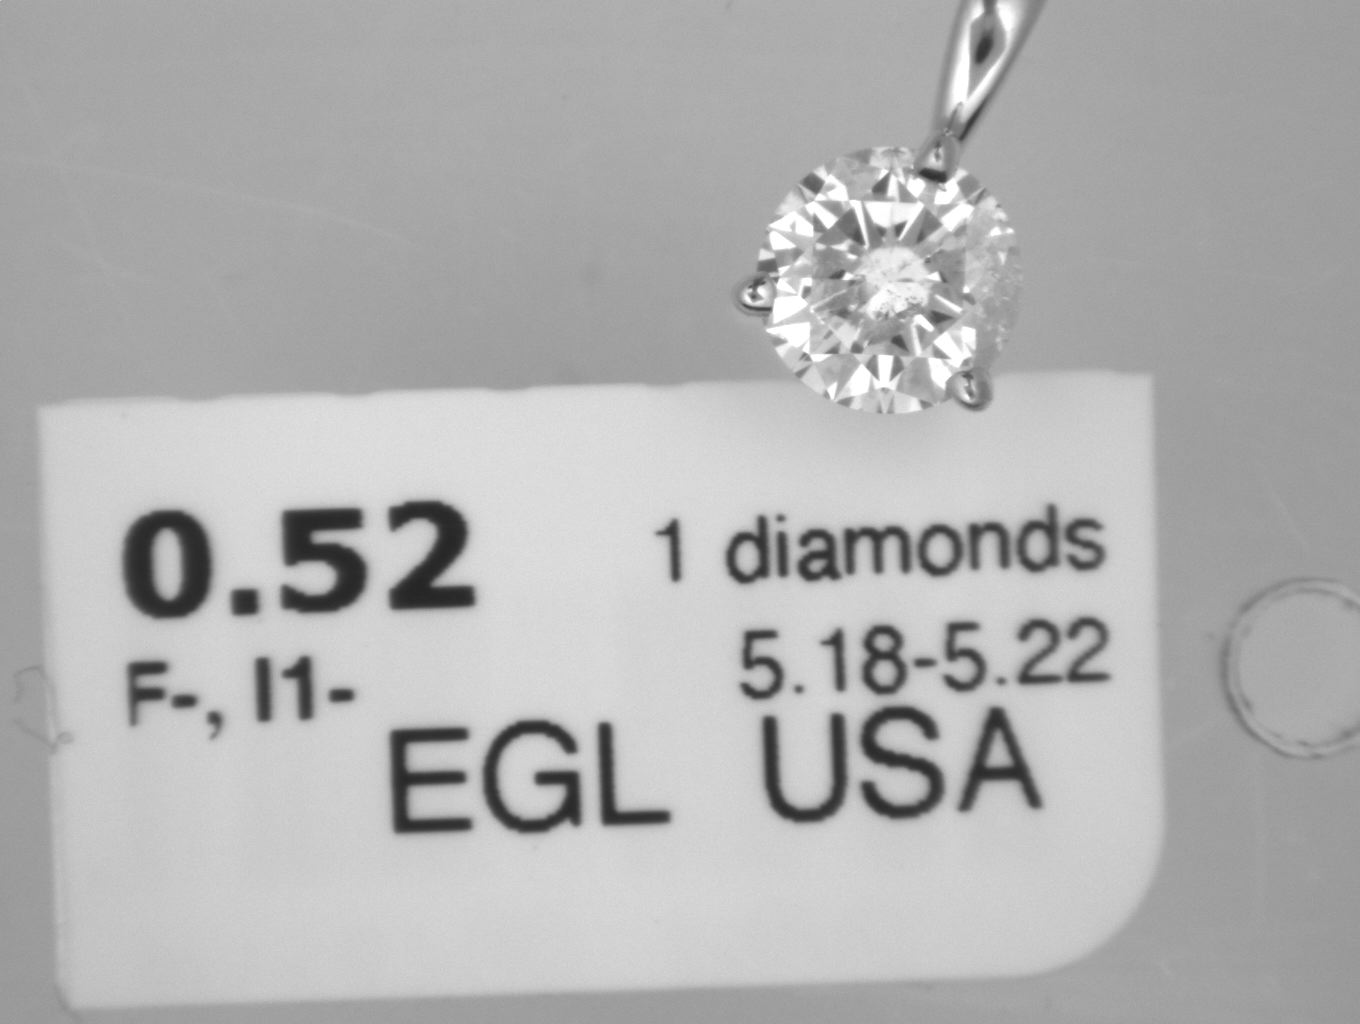 0.52 1 diamonds
F-, I1- 5.18-5.22
EGL USA